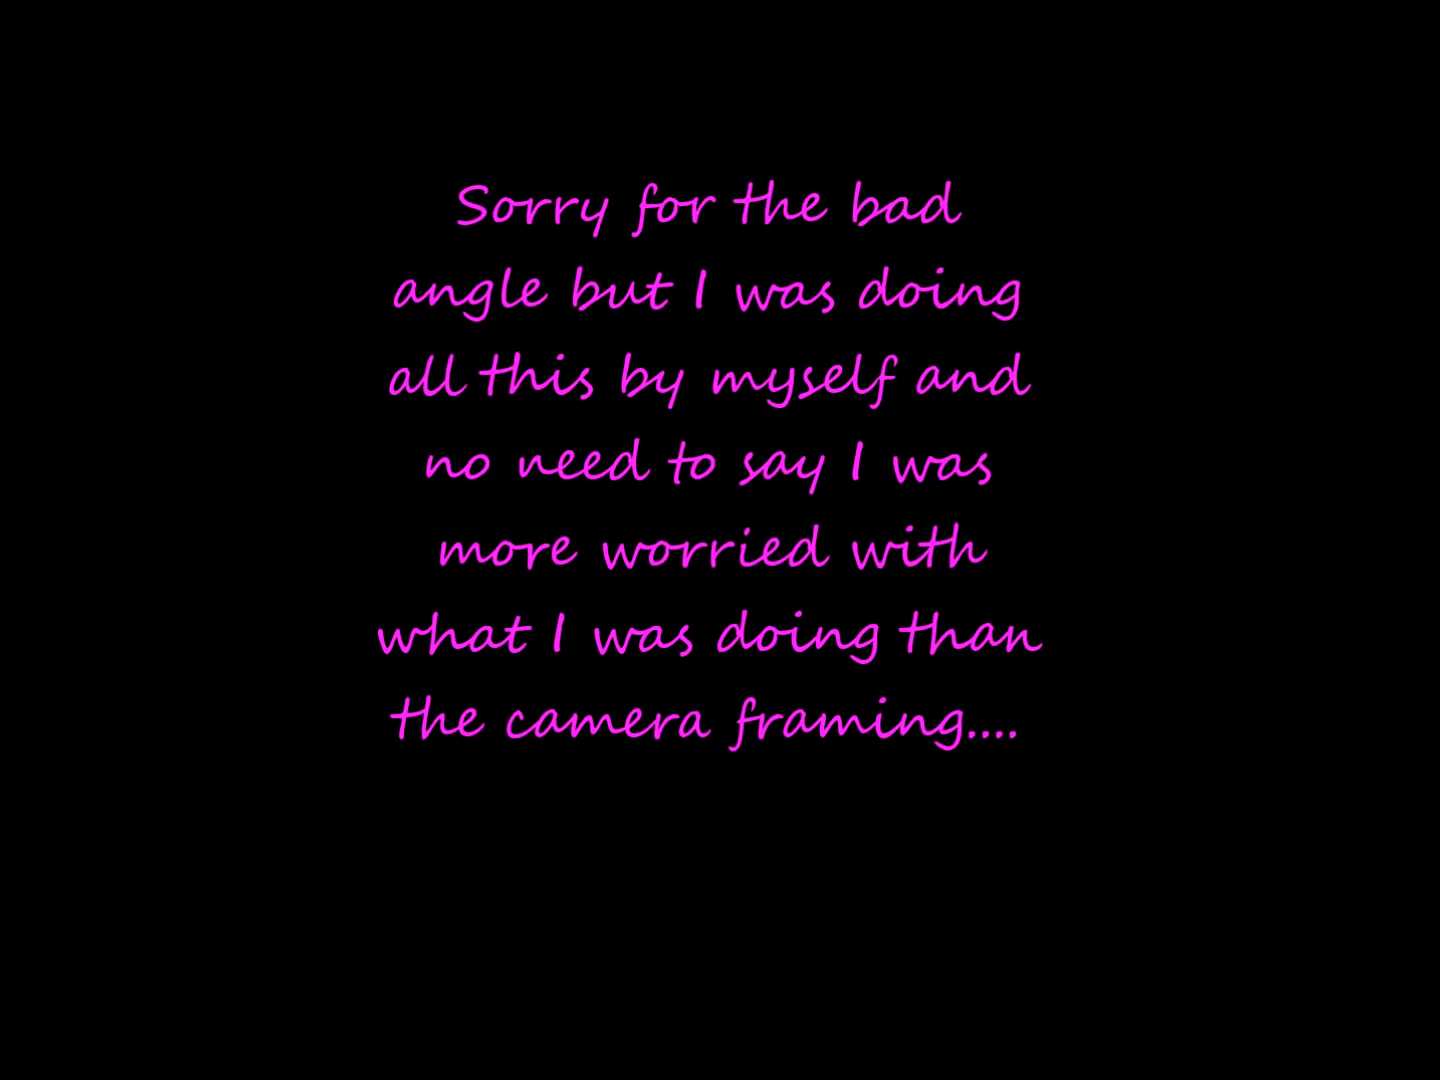 Sorry for the bad
angle but I was doing
all this by myself and
no need to say I was
more worried with
what I was doing than
the camera framing....